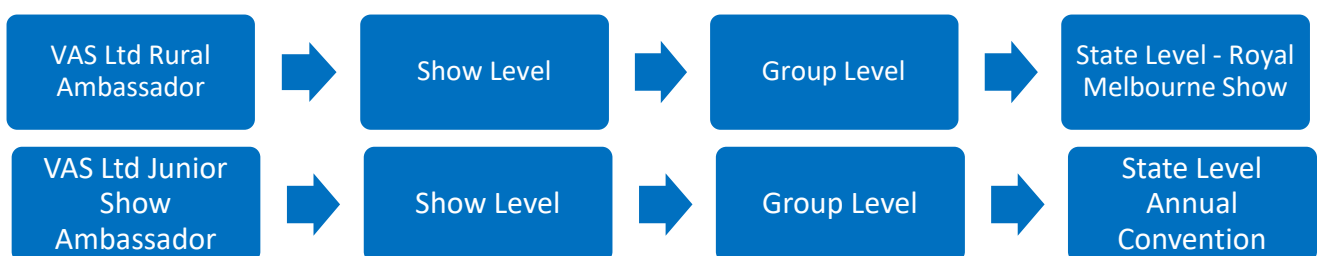 VAS Ltd Rural
Ambassador
Show Level
Group Level
State Level - Royal
Melbourne Show
VAS Ltd Junior
Show
Ambassador
Show Level
Group Level
State Level
Annual
Convention